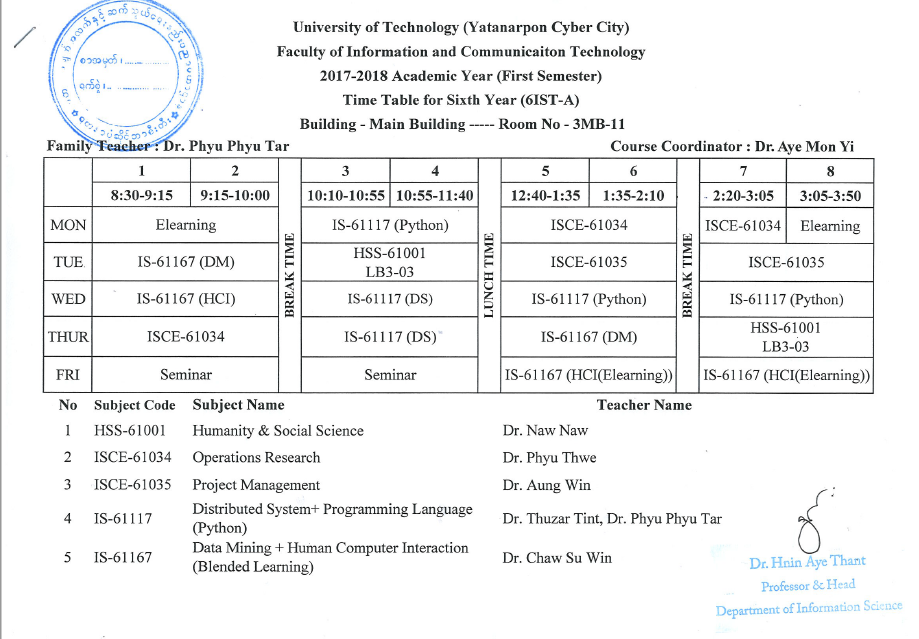 University of Technology (Yatanarpon Cyber City)
Faculty of Information and Communicaiton Technology
2017-2018 Academic Year (First Semester)
Time Table for Sixth Year (6IST-A)
Building - Main Building ----- Room No - 3MB-11
စာအမှတ်၊
ရက်စွဲ၊
Family Teacher : Dr. Phyu Phyu Tar Course Coordinator : Dr. Aye Mon Yi
1 2 3 4 5 6 7 8
8:30-9:15 9:15-10:00 10:10-10:55 10:55-11:40 12:40-1:35 1:35-2:10 2:20-3:05 3:05-3:50
BREAK TIME
LUNCH TIME
BREAK TIME
MON Elearning IS-61117 (Python) ISCE-61034 ISCE-61034 Elearning
TUE IS-61167 (DM) HSS-61001 LB3-03 ISCE-61035 ISCE-61035
WED IS-61167 (HCI) IS-61117 (DS) IS-61117 (Python) IS-61117 (Python)
THUR ISCE-61034 IS-61117 (DS) IS-61167 (DM) HSS-61001 LB3-03
FRI Seminar Seminar IS-61167 (HCI(Elearning)) IS-61167 (HCI(Elearning))
No Subject Code Subject Name Teacher Name
1 HSS-61001 Humanity & Social Science Dr. Naw Naw
2 ISCE-61034 Operations Research Dr. Phyu Thwe
3 ISCE-61035 Project Management Dr. Aung Win
4 IS-61117 Distributed System+ Programming Language (Python) Dr. Thuzar Tint, Dr. Phyu Phyu Tar
5 IS-61167 Data Mining + Human Computer Interaction (Blended Learning) Dr. Chaw Su Win
Dr. Hnin Aye Thant
Professor & Head
Department of Information Science